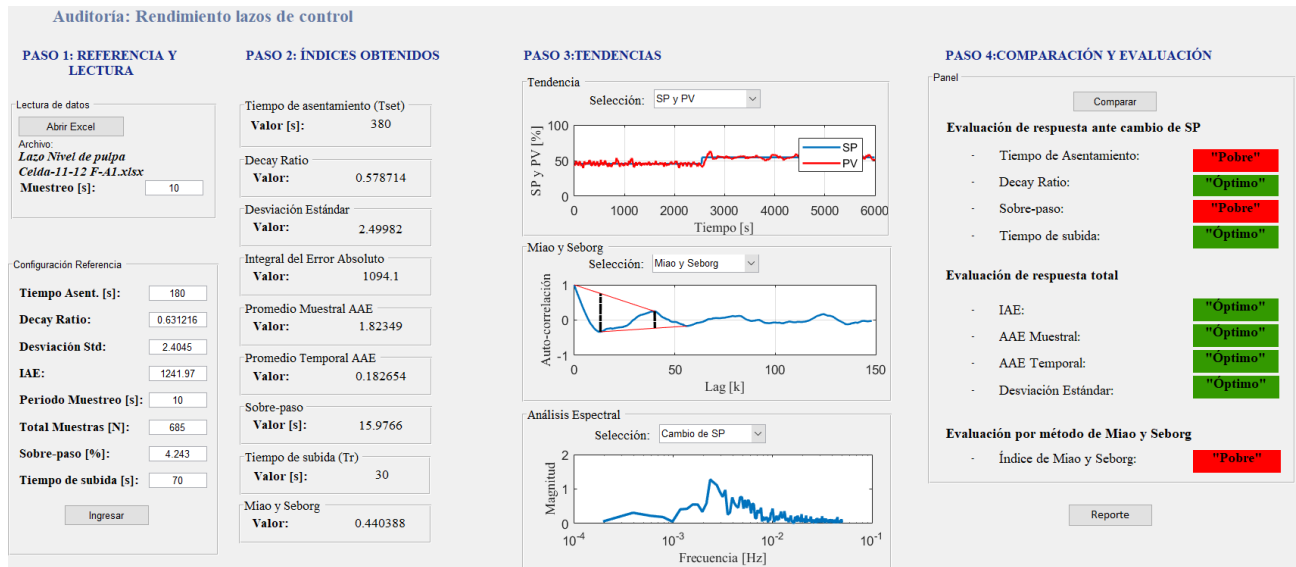 Auditoría: Rendimiento lazos de control
PASO 1: REFERENCIA Y
LECTURA
Lectura de datos
Abrir Excel
Archivo:
Lazo Nivel de pulpa
Celda-11-12 F-A1.xlsx
Muestreo [s]: 10
Configuración Referencia
Tiempo Asent. [s]: 180
Decay Ratio: 0.631216
Desviación Std: 2.4045
IAE: 1241.97
Periodo Muestreo [s]: 10
Total Muestras [N]: 685
Sobre-paso [%]: 4.243
Tiempo de subida [s]: 70
Ingresar
PASO 2: ÍNDICES OBTENIDOS
Tiempo de asentamiento (Tset)
Valor [s]: 380
Decay Ratio
Valor: 0.578714
Desviación Estándar
Valor: 2.49982
Integral del Error Absoluto
Valor: 1094.1
Promedio Muestral AAE
Valor: 1.82349
Promedio Temporal AAE
Valor: 0.182654
Sobre-paso
Valor [s]: 15.9766
Tiempo de subida (Tr)
Valor [s]: 30
Miao y Seborg
Valor: 0.440388
PASO 3:TENDENCIAS
Tendencia
Selección: SP y PV
SP y PV [%]
100
50
0
SP
PV
0 1000 2000 3000 4000 5000 6000
Tiempo [s]
Miao y Seborg
Selección: Miao y Seborg
Auto-correlación
1
0
-1
0 50 100 150
Lag [k]
Análisis Espectral
Selección: Cambio de SP
Magnitud
2
1
0
10-4 10-3 10-2 10-1
Frecuencia [Hz]
PASO 4:COMPARACIÓN Y EVALUACIÓN
Panel
Comparar
Evaluación de respuesta ante cambio de SP
- Tiempo de Asentamiento: "Pobre"
- Decay Ratio: "Óptimo"
- Sobre-paso: "Pobre"
- Tiempo de subida: "Óptimo"
Evaluación de respuesta total
- IAE: "Óptimo"
- AAE Muestral: "Óptimo"
- AAE Temporal: "Óptimo"
- Desviación Estándar: "Óptimo"
Evaluación por método de Miao y Seborg
- Índice de Miao y Seborg: "Pobre"
Reporte